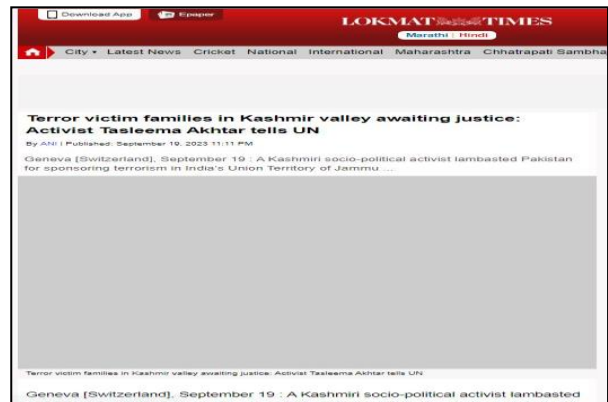 Download App Epaper
LOKMAT TIMES
Marathi | Hindi
City Latest News Cricket National International Maharashtra Chhatrapati Sambha
Terror victim families in Kashmir valley awaiting justice:
Activist Tasleema Akhtar tells UN
By ANI | Published: September 19, 2023 11:11 PM
Geneva [Switzerland], September 19 : A Kashmiri socio-political activist lambasted Pakistan
for sponsoring terrorism in India's Union Territory of Jammu ...
Terror victim families in Kashmir valley awaiting justice: Activist Tasleema Akhtar tells UN
Geneva [Switzerland], September 19 : A Kashmiri socio-political activist lambasted